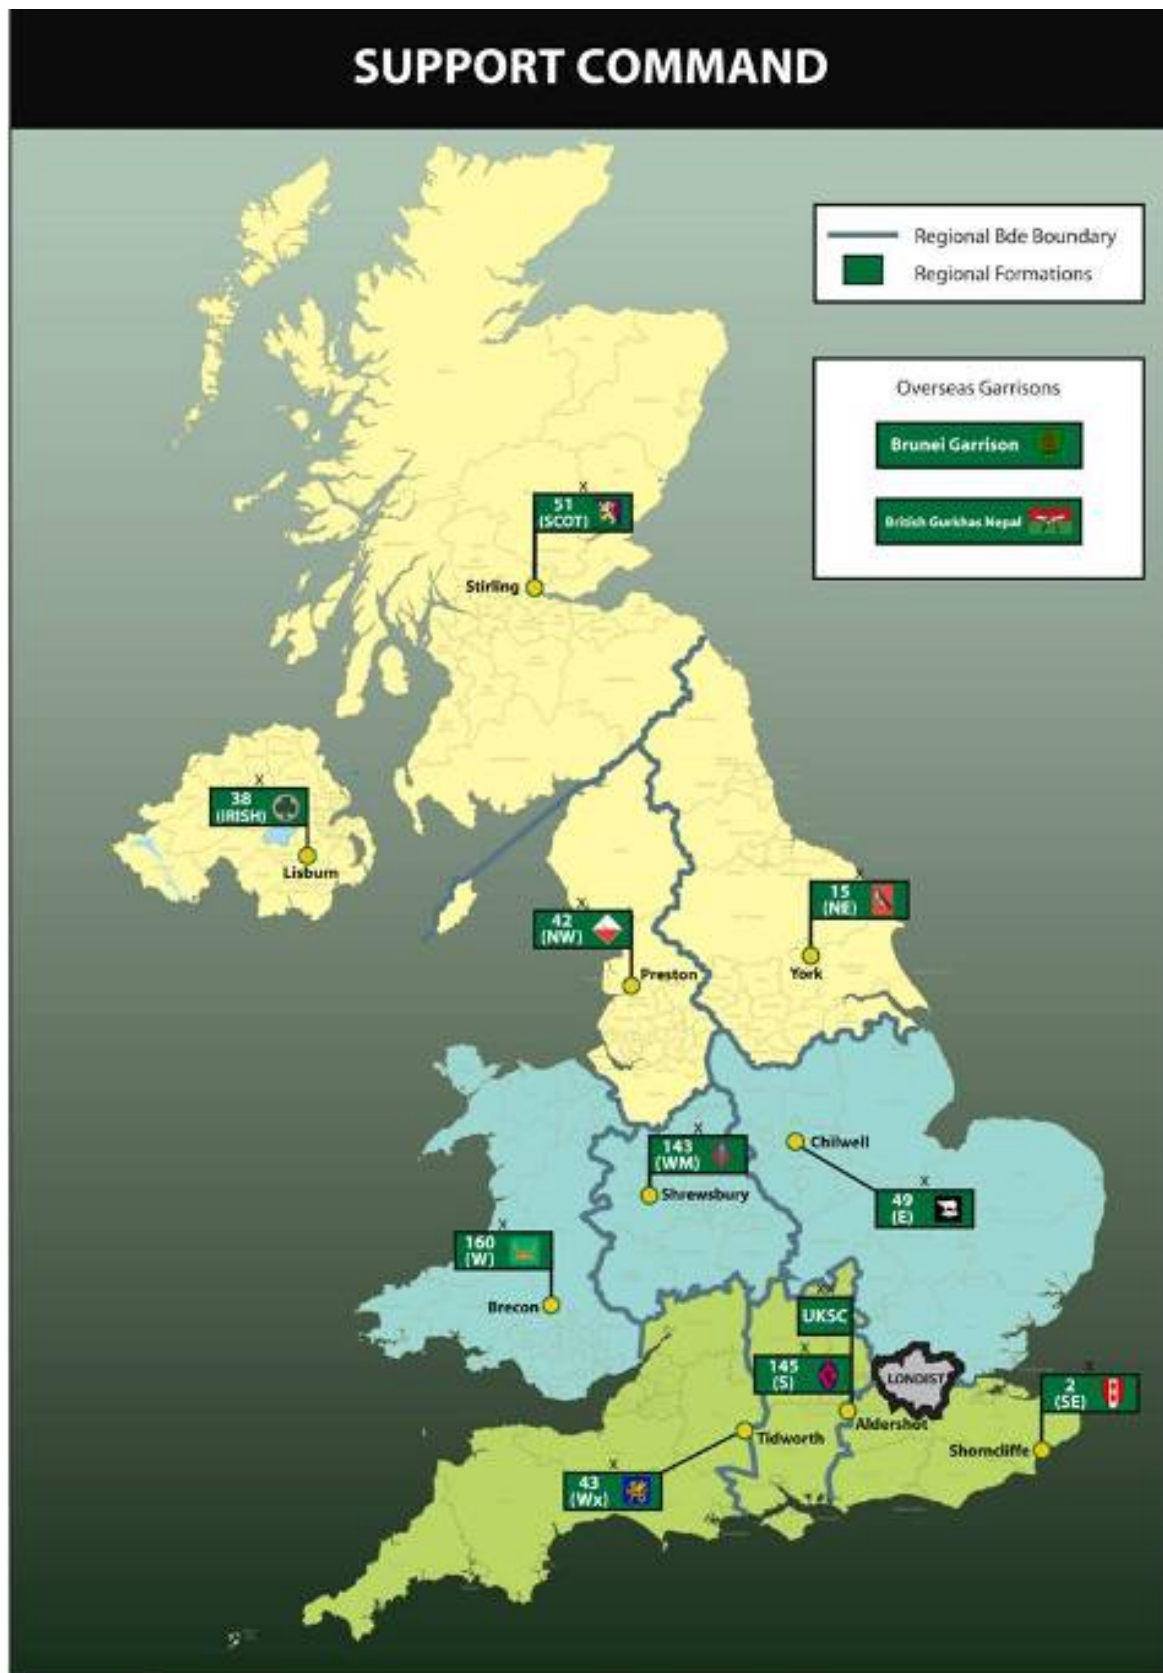 SUPPORT COMMAND
Regional Bde Boundary
Regional Formations
Overseas Garrisons
Brunei Garrison
British Gurkhas Nepal
X
51
(SCOT)
Stirling
X
38
(IRISH)
Lisburn
X
42
(NW)
Preston
X
15
(NE)
York
X
143
(WM)
Shrewsbury
Chilwell
X
49
(E)
X
160
(W)
Brecon
UKSC
X
145
(S)
Aldershot
LONDIST
X
2
(SE)
Shorncliffe
Tidworth
X
43
(Wx)